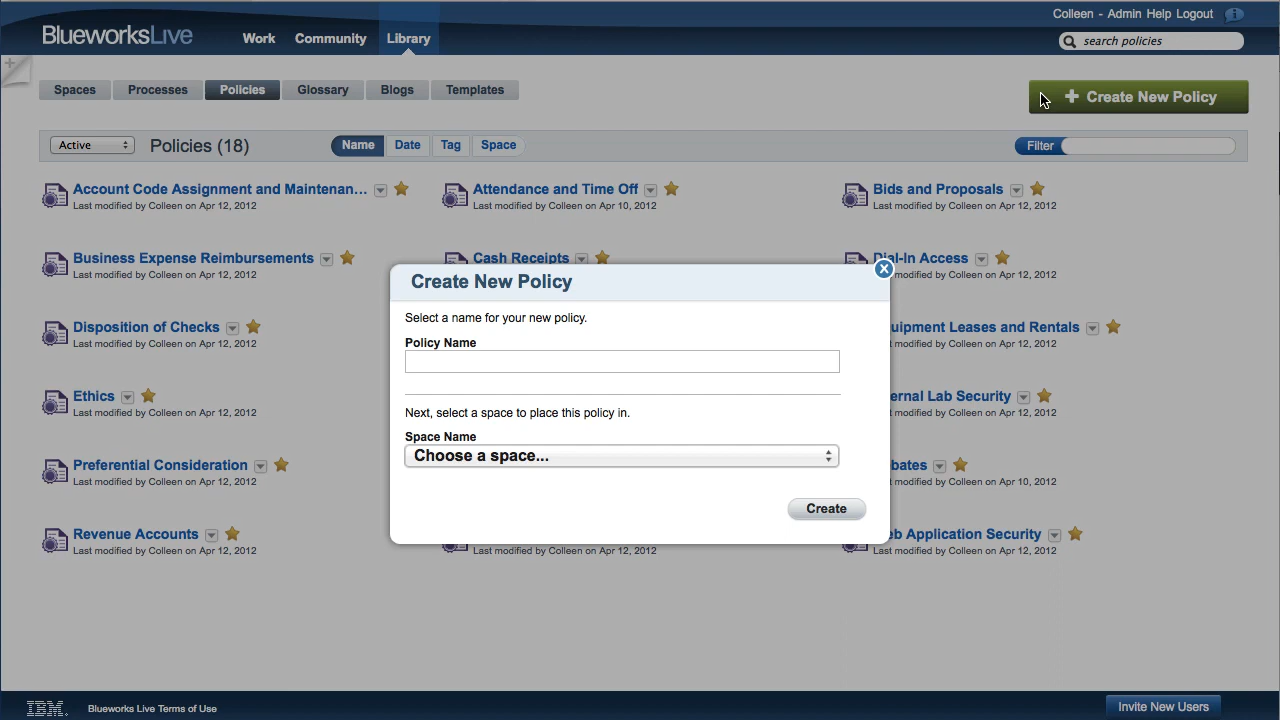 Colleen - Admin Help Logout
BlueworksLive
Work Community Library
search policies
Spaces Processes Policies Glossary Blogs Templates
+ Create New Policy
Active Policies (18) Name Date Tag Space Filter
Account Code Assignment and Maintenan... Attendance and Time Off Bids and Proposals
Last modified by Colleen on Apr 12, 2012 Last modified by Colleen on Apr 10, 2012 Last modified by Colleen on Apr 12, 2012
Business Expense Reimbursements Cash Receipts Dial-In Access
Last modified by Colleen on Apr 12, 2012 t modified by Colleen on Apr 12, 2012
Create New Policy
Select a name for your new policy.
Policy Name
Next, select a space to place this policy in.
Space Name
Choose a space...
Create
Disposition of Checks uipment Leases and Rentals
Last modified by Colleen on Apr 12, 2012 t modified by Colleen on Apr 12, 2012
Ethics ernal Lab Security
Last modified by Colleen on Apr 12, 2012 t modified by Colleen on Apr 12, 2012
Preferential Consideration bates
Last modified by Colleen on Apr 12, 2012 t modified by Colleen on Apr 10, 2012
Revenue Accounts eb Application Security
Last modified by Colleen on Apr 12, 2012 Last modified by Colleen on Apr 12, 2012 Last modified by Colleen on Apr 12, 2012
IBM. Blueworks Live Terms of Use Invite New Users